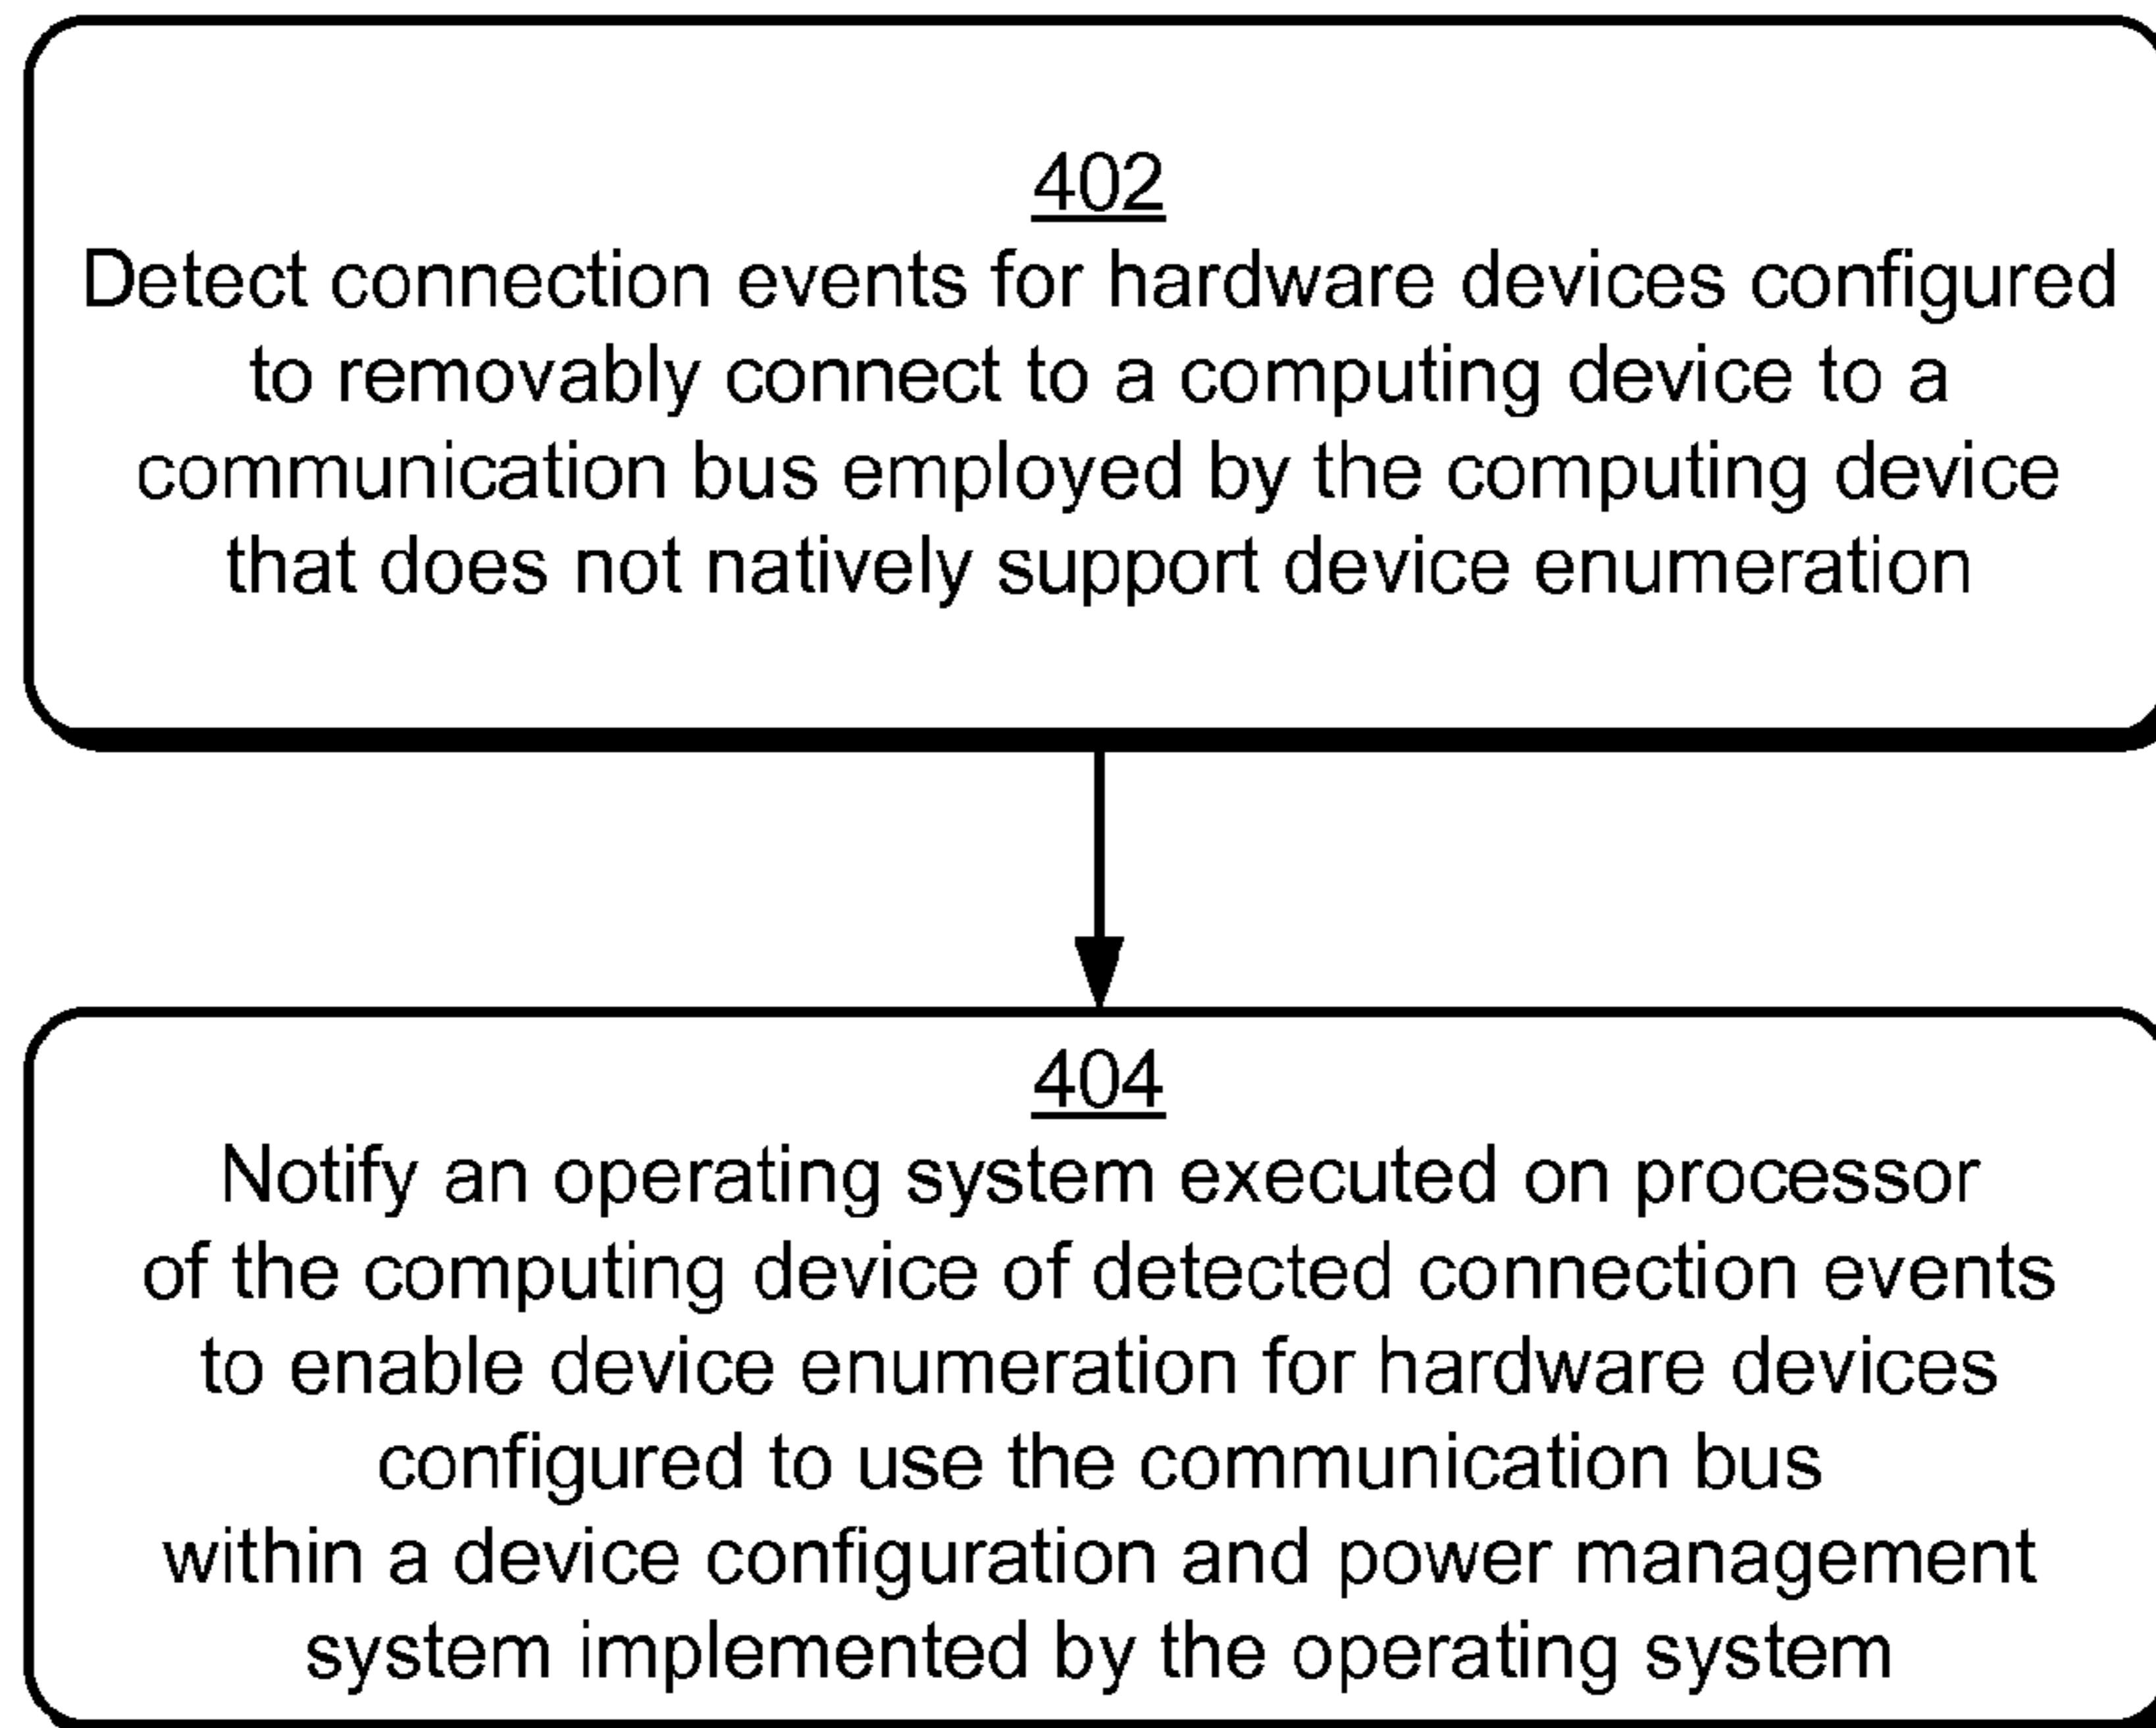 402
Detect connection events for hardware devices configured
to removably connect to a computing device to a
communication bus employed by the computing device
that does not natively support device enumeration
404
Notify an operating system executed on processor
of the computing device of detected connection events
to enable device enumeration for hardware devices
configured to use the communication bus
within a device configuration and power management
system implemented by the operating system